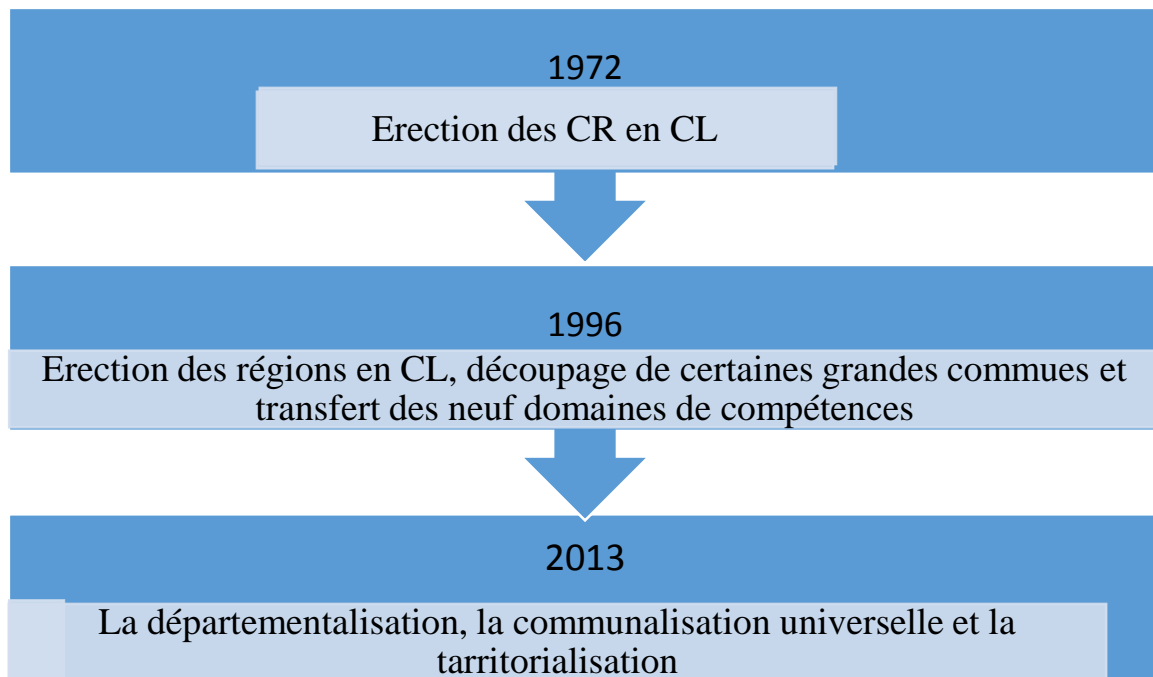 1972
Erection des CR en CL
1996
Erection des régions en CL, découpage de certaines grandes commues et
transfert des neuf domaines de compétences
2013
La départementalisation, la communalisation universelle et la
tarritorialisation